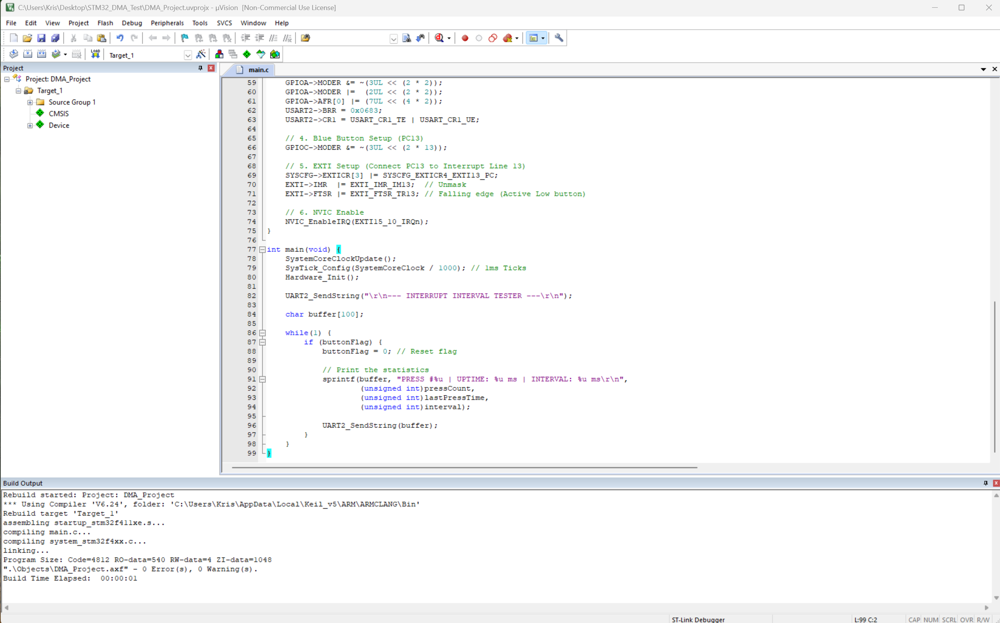 C:\Users\Kris\Desktop\STM32_DMA_Test\DMA_Project.uvprojx - µVision [Non-Commercial Use License]
File Edit View Project Flash Debug Peripherals Tools SVCS Window Help
LOAD Target_1
Project
main.c
Project: DMA_Project
Target_1
Source Group 1
CMSIS
Device
59 GPIOA->MODER &= ~(3UL << (2 * 2));
60 GPIOA->MODER |=  (2UL << (2 * 2));
61 GPIOA->AFR[0] |= (7UL << (4 * 2));
62 USART2->BRR = 0x0683;
63 USART2->CR1 = USART_CR1_TE | USART_CR1_UE;
64
65 // 4. Blue Button Setup (PC13)
66 GPIOC->MODER &= ~(3UL << (2 * 13));
67
68 // 5. EXTI Setup (Connect PC13 to Interrupt Line 13)
69 SYSCFG->EXTICR[3] |= SYSCFG_EXTICR4_EXTI13_PC;
70 EXTI->IMR  |= EXTI_IMR_IM13;  // Unmask
71 EXTI->FTSR |= EXTI_FTSR_TR13; // Falling edge (Active Low button)
72
73 // 6. NVIC Enable
74 NVIC_EnableIRQ(EXTI15_10_IRQn);
75 }
76
77 int main(void) {
78 SystemCoreClockUpdate();
79 SysTick_Config(SystemCoreClock / 1000); // 1ms Ticks
80 Hardware_Init();
81
82 UART2_SendString("\r\n--- INTERRUPT INTERVAL TESTER ---\r\n");
83
84 char buffer[100];
85
86 while(1) {
87 if (buttonFlag) {
88 buttonFlag = 0; // Reset flag
89
90 // Print the statistics
91 sprintf(buffer, "PRESS #%u | UPTIME: %u ms | INTERVAL: %u ms\r\n",
92 (unsigned int)pressCount,
93 (unsigned int)lastPressTime,
94 (unsigned int)interval);
95
96 UART2_SendString(buffer);
97 }
98 }
99 }
Build Output
Rebuild started: Project: DMA_Project
*** Using Compiler 'V6.24', folder: 'C:\Users\Kris\AppData\Local\Keil_v5\ARM\ARMCLANG\Bin'
Rebuild target 'Target_1'
assembling startup_stm32f411xe.s...
compiling main.c...
compiling system_stm32f4xx.c...
linking...
Program Size: Code=4812 RO-data=540 RW-data=4 ZI-data=1048
".\Objects\DMA_Project.axf" - 0 Error(s), 0 Warning(s).
Build Time Elapsed:  00:00:01
ST-Link Debugger L:99 C:2 CAP NUM SCRL OVR R/W